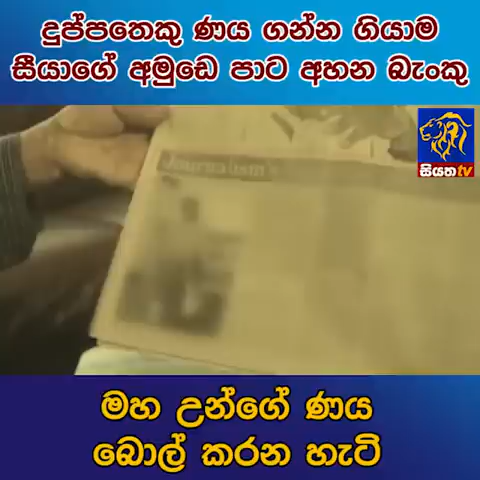 දුප්පතෙකු ණය ගන්න ගියාම
සීයාගේ අමුඩෙ පාට අහන බැංකු
සියත tv
Journalism
මහ උන්ගේ ණය
බොල් කරන හැටි